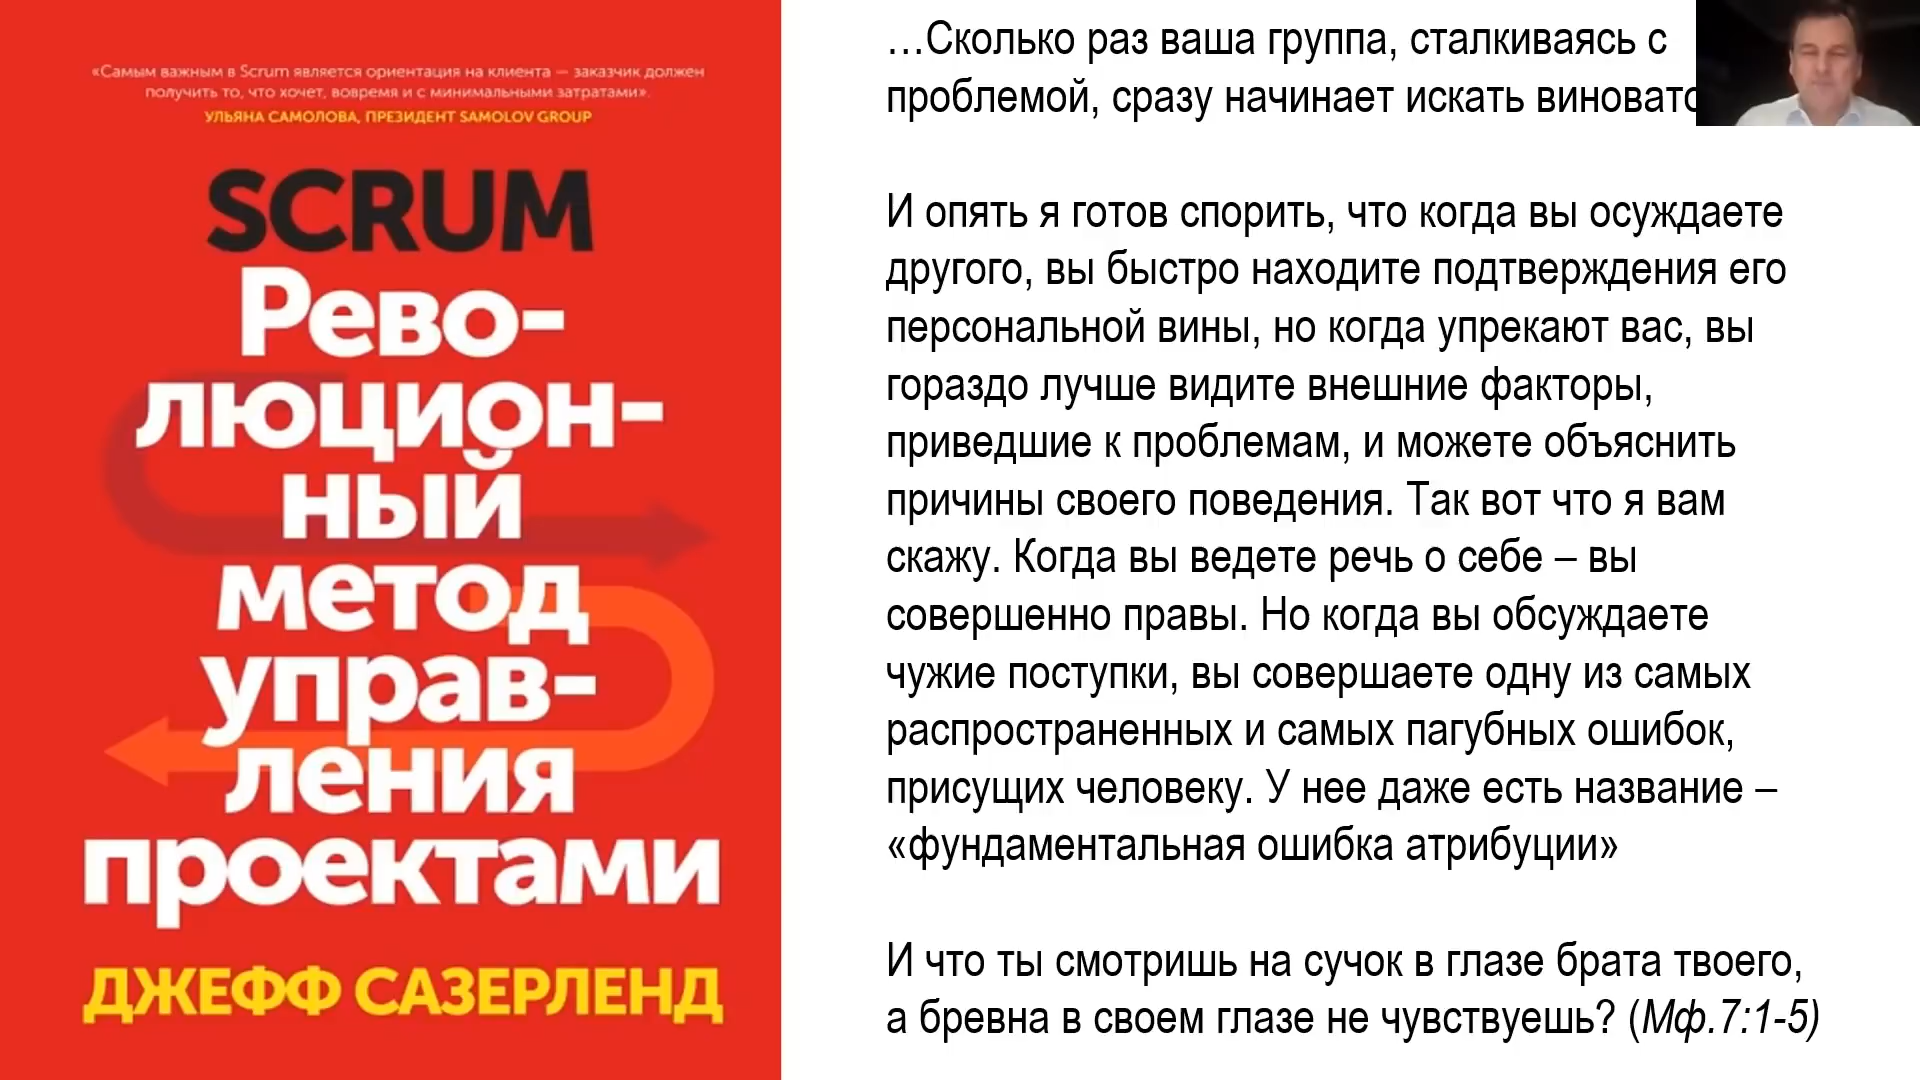 «Самым важным в Scrum является ориентация на клиента — заказчик должен
получить то, что хочет, вовремя и с минимальными затратами».
УЛЬЯНА САМОЛОВА, ПРЕЗИДЕНТ SAMOLOV GROUP
SCRUM
Рево-
люцион-
ный
метод
управ-
ления
проектами
ДЖЕФФ САЗЕРЛЕНД
…Сколько раз ваша группа, сталкиваясь с
проблемой, сразу начинает искать
И опять я готов спорить, что когда вы осуждаете
другого, вы быстро находите подтверждения его
персональной вины, но когда упрекают вас, вы
гораздо лучше видите внешние факторы,
приведшие к проблемам, и можете объяснить
причины своего поведения. Так вот что я вам
скажу. Когда вы ведете речь о себе – вы
совершенно правы. Но когда вы обсуждаете
чужие поступки, вы совершаете одну из самых
распространенных и самых пагубных ошибок,
присущих человеку. У нее даже есть название –
«фундаментальная ошибка атрибуции»
И что ты смотришь на сучок в глазе брата твоего,
а бревна в своем глазе не чувствуешь? (Мф.7:1-5)